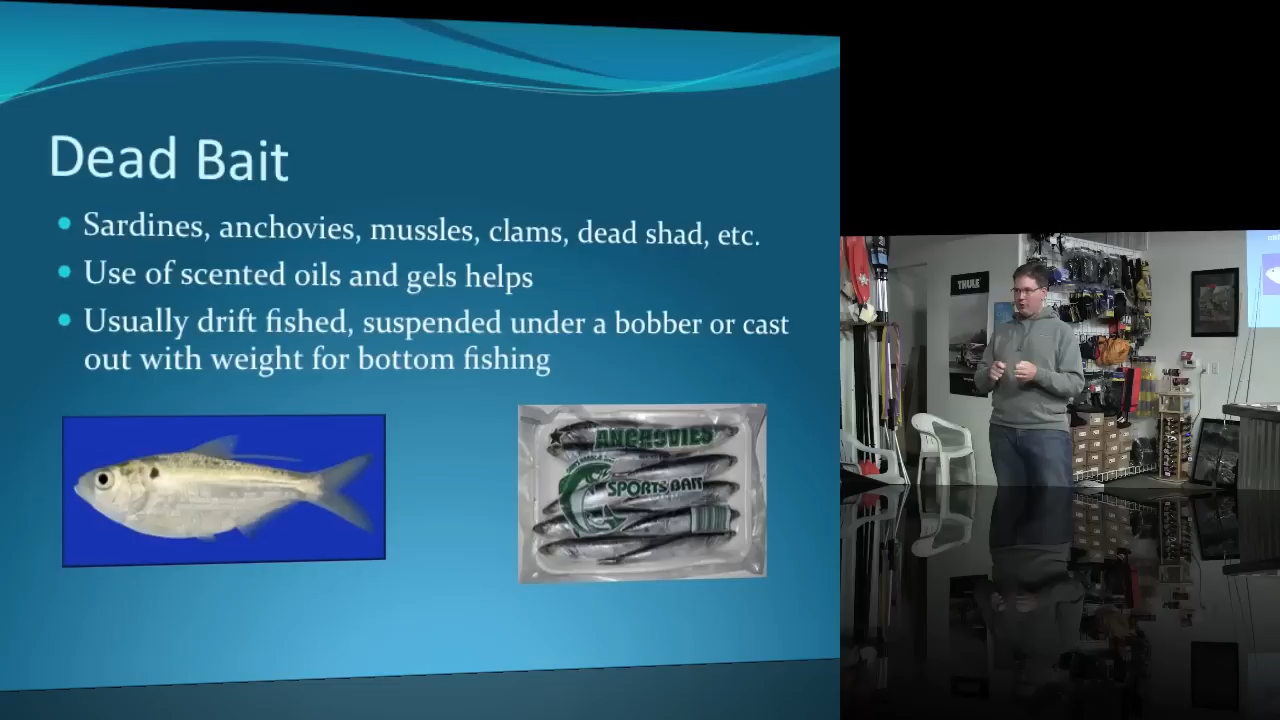 Dead Bait
Sardines, anchovies, mussles, clams, dead shad, etc.
Use of scented oils and gels helps
Usually drift fished, suspended under a bobber or cast
out with weight for bottom fishing
ANCHOVIES
SPORTS BAIT
THULE